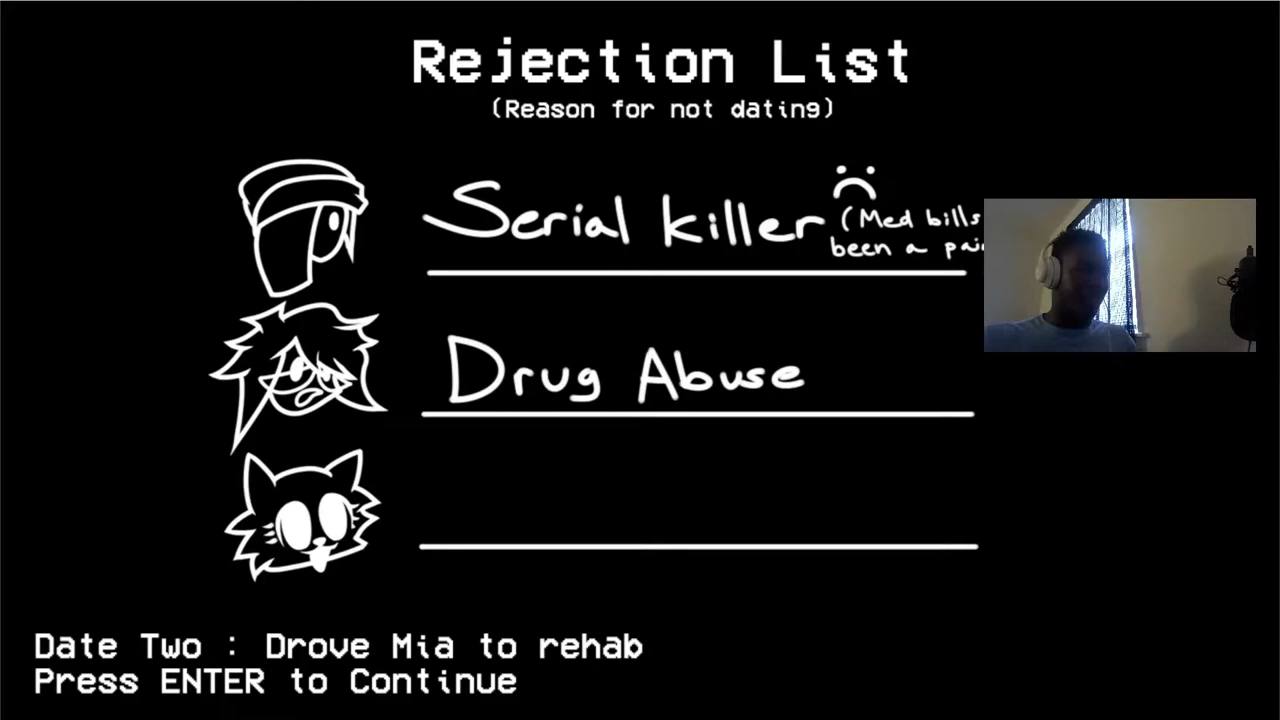 Rejection List
(Reason for not dating)
Serial killer (Med bills
been a
Drug Abuse
Date Two : Drove Mia to rehab
Press ENTER to Continue